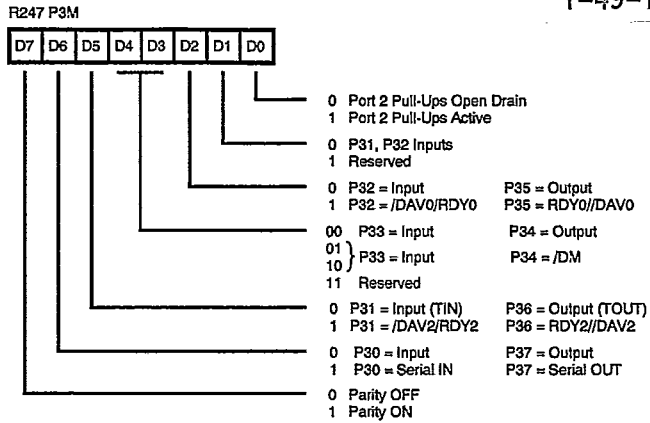 R247 P3M
D7 D6 D5 D4 D3 D2 D1 D0
0 Port 2 Pull-Ups Open Drain
1 Port 2 Pull-Ups Active
0 P31, P32 Inputs
1 Reserved
0 P32 = Input P35 = Output
1 P32 = /DAV0/RDY0 P35 = RDY0//DAV0
00 P33 = Input P34 = Output
01
10 } P33 = Input P34 = /DM
11 Reserved
0 P31 = Input (TIN) P36 = Output (TOUT)
1 P31 = /DAV2/RDY2 P36 = RDY2//DAV2
0 P30 = Input P37 = Output
1 P30 = Serial IN P37 = Serial OUT
0 Parity OFF
1 Parity ON